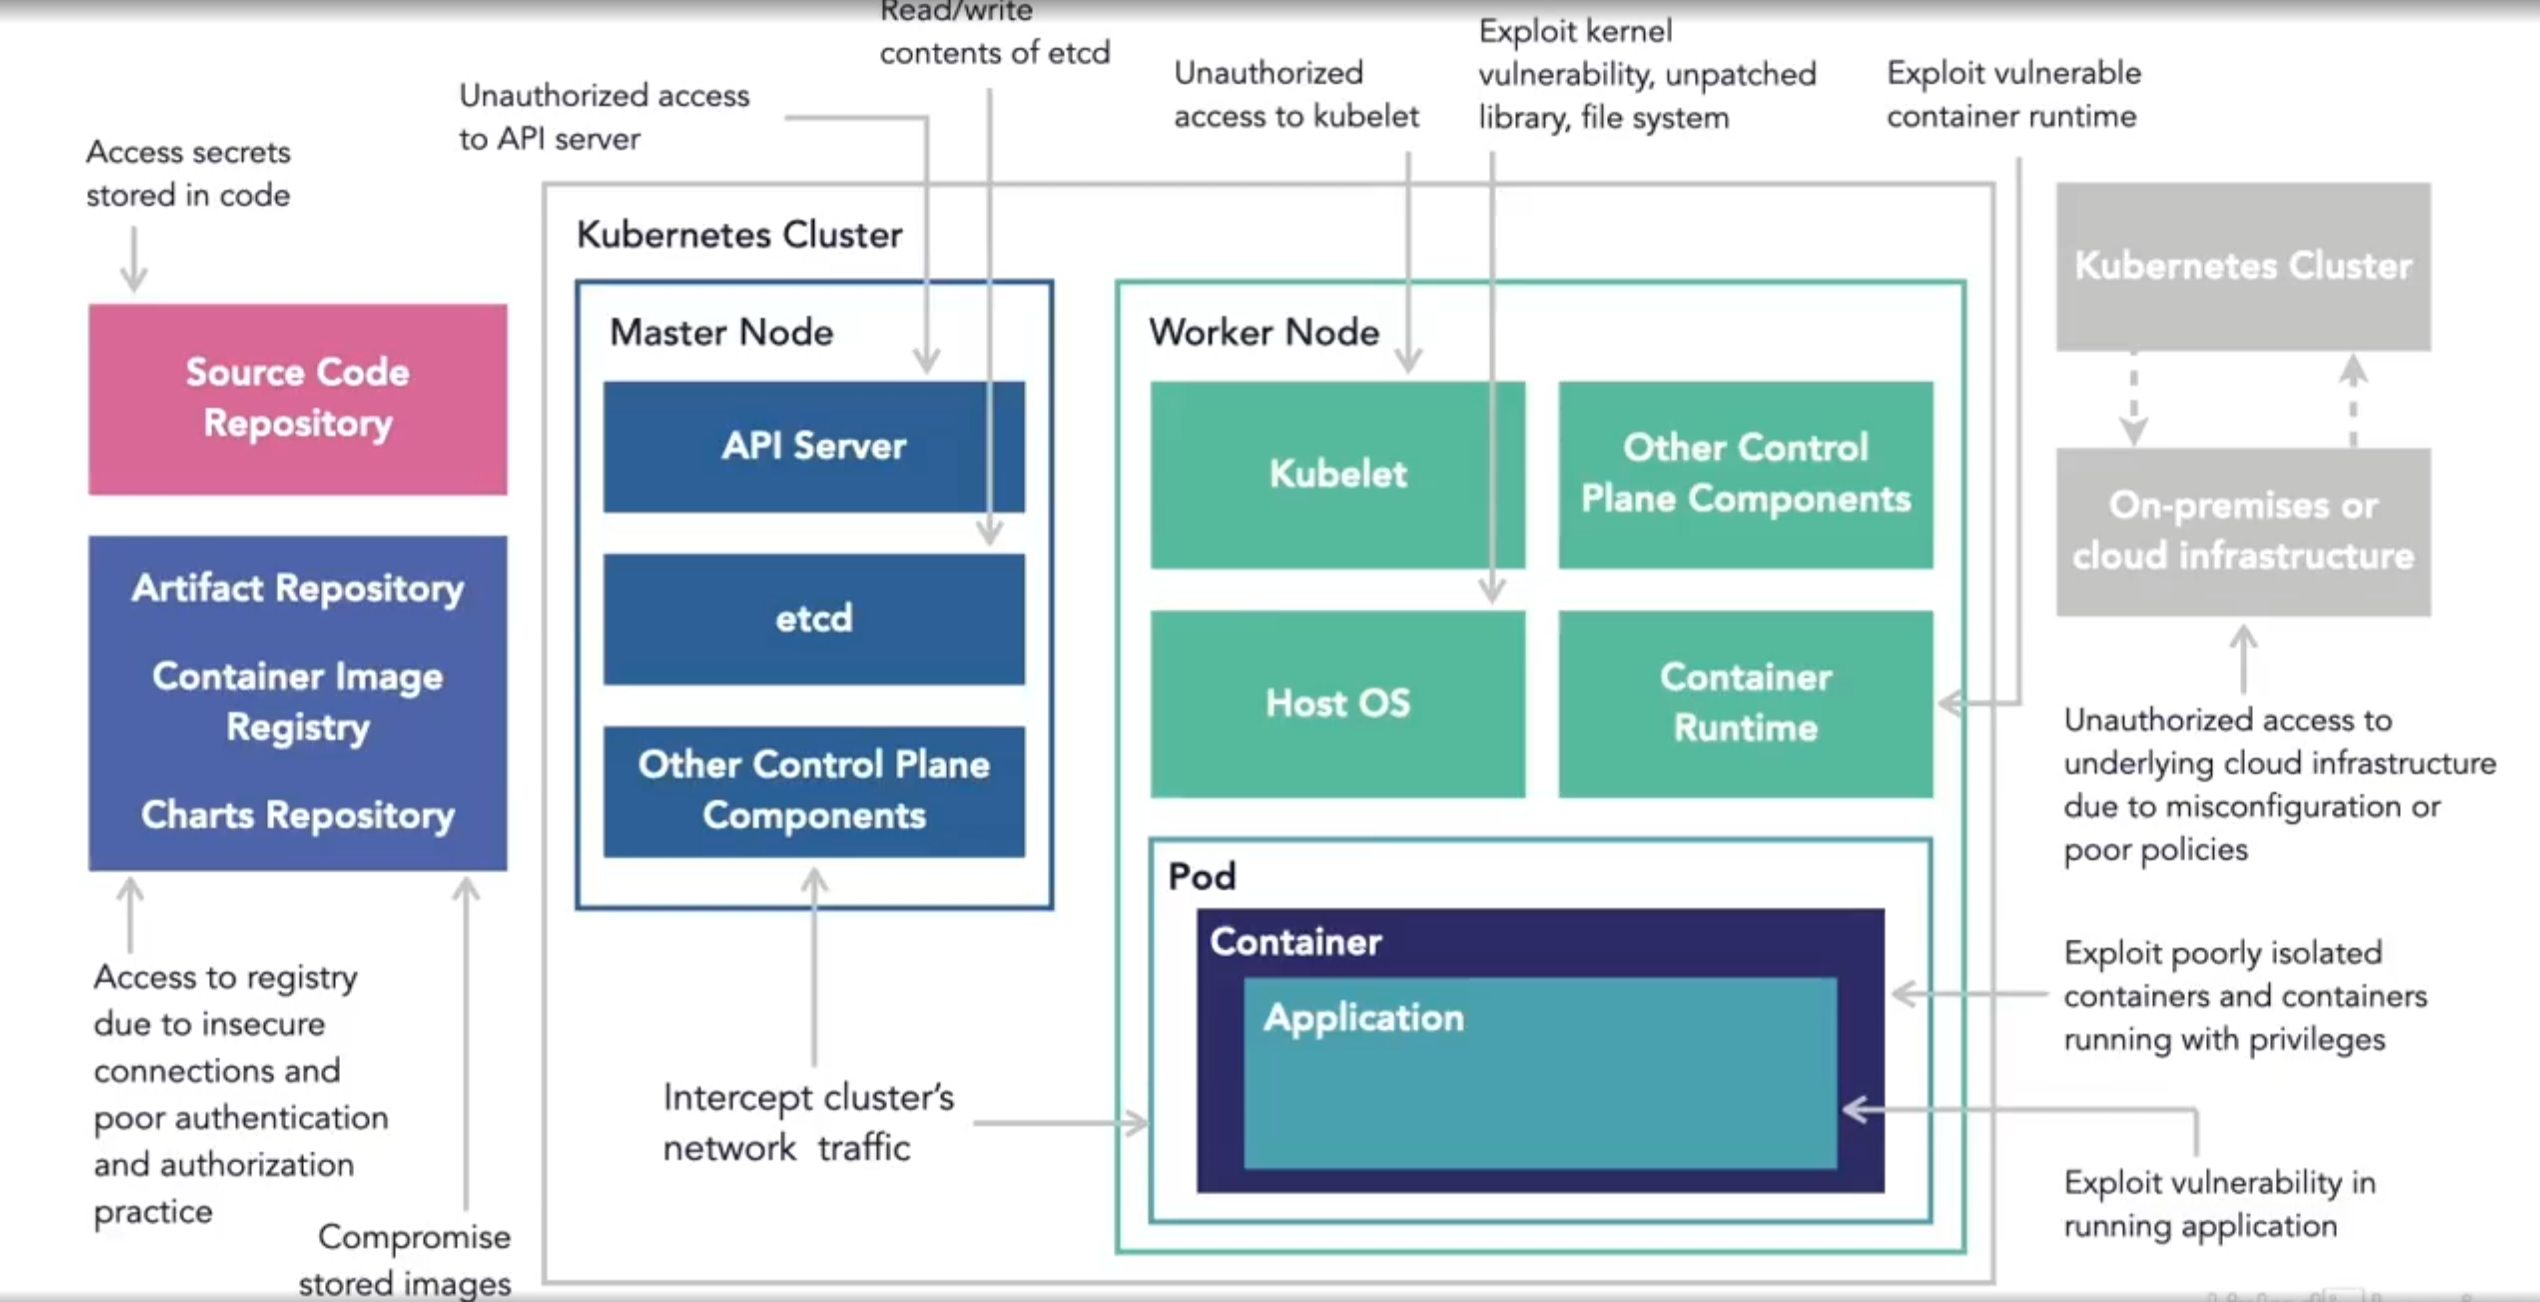 Read/write
contents of etcd
Unauthorized access
to API server
Access secrets
stored in code
Unauthorized
access to kubelet
Exploit kernel
vulnerability, unpatched
library, file system
Exploit vulnerable
container runtime
Source Code
Repository
Artifact Repository
Container Image
Registry
Charts Repository
Access to registry
due to insecure
connections and
poor authentication
and authorization
practice
Compromise
stored images
Kubernetes Cluster
Master Node
API Server
etcd
Other Control Plane
Components
Intercept cluster's
network traffic
Worker Node
Kubelet
Other Control
Plane Components
Host OS
Container
Runtime
Pod
Container
Application
Kubernetes Cluster
On-premises or
cloud infrastructure
Unauthorized access to
underlying cloud infrastructure
due to misconfiguration or
poor policies
Exploit poorly isolated
containers and containers
running with privileges
Exploit vulnerability in
running application